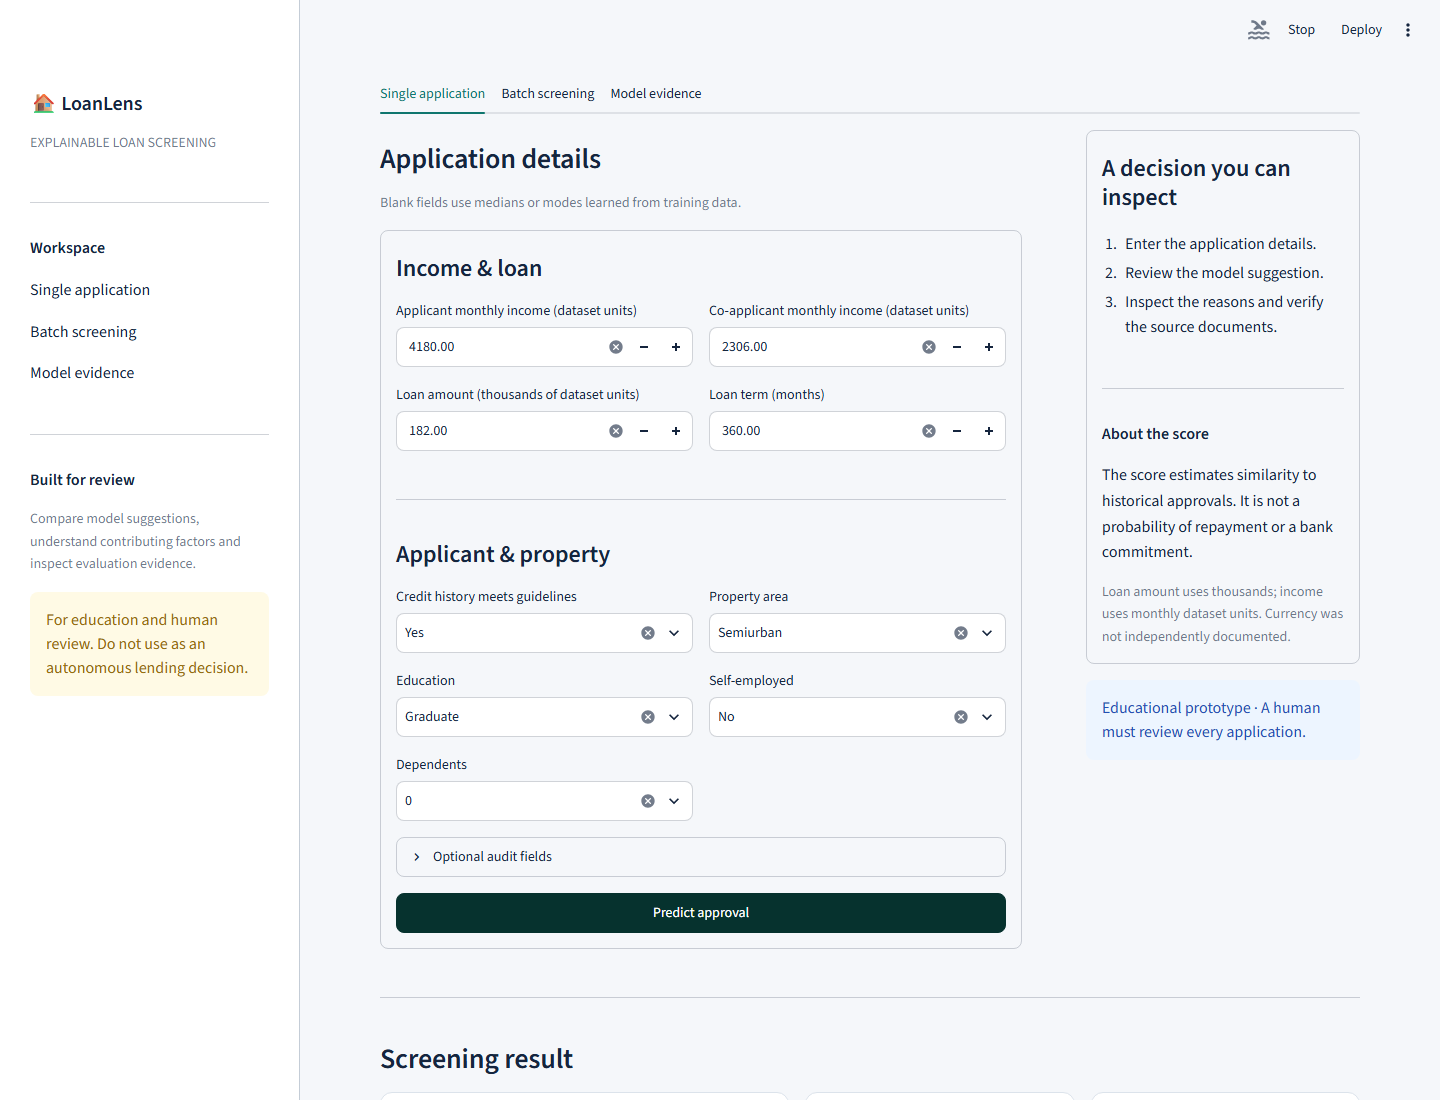 Stop
Deploy
🏠 LoanLens
EXPLAINABLE LOAN SCREENING
Workspace
Single application
Batch screening
Model evidence
Built for review
Compare model suggestions,
understand contributing factors and
inspect evaluation evidence.
For education and human
review. Do not use as an
autonomous lending decision.
Single application
Batch screening
Model evidence
Application details
Blank fields use medians or modes learned from training data.
Income & loan
Applicant monthly income (dataset units)
4180.00
Co-applicant monthly income (dataset units)
2306.00
Loan amount (thousands of dataset units)
182.00
Loan term (months)
360.00
Applicant & property
Credit history meets guidelines
Yes
Property area
Semiurban
Education
Graduate
Self-employed
No
Dependents
0
Optional audit fields
Predict approval
A decision you can
inspect
1. Enter the application details.
2. Review the model suggestion.
3. Inspect the reasons and verify
the source documents.
About the score
The score estimates similarity to
historical approvals. It is not a
probability of repayment or a bank
commitment.
Loan amount uses thousands; income
uses monthly dataset units. Currency was
not independently documented.
Educational prototype · A human
must review every application.
Screening result